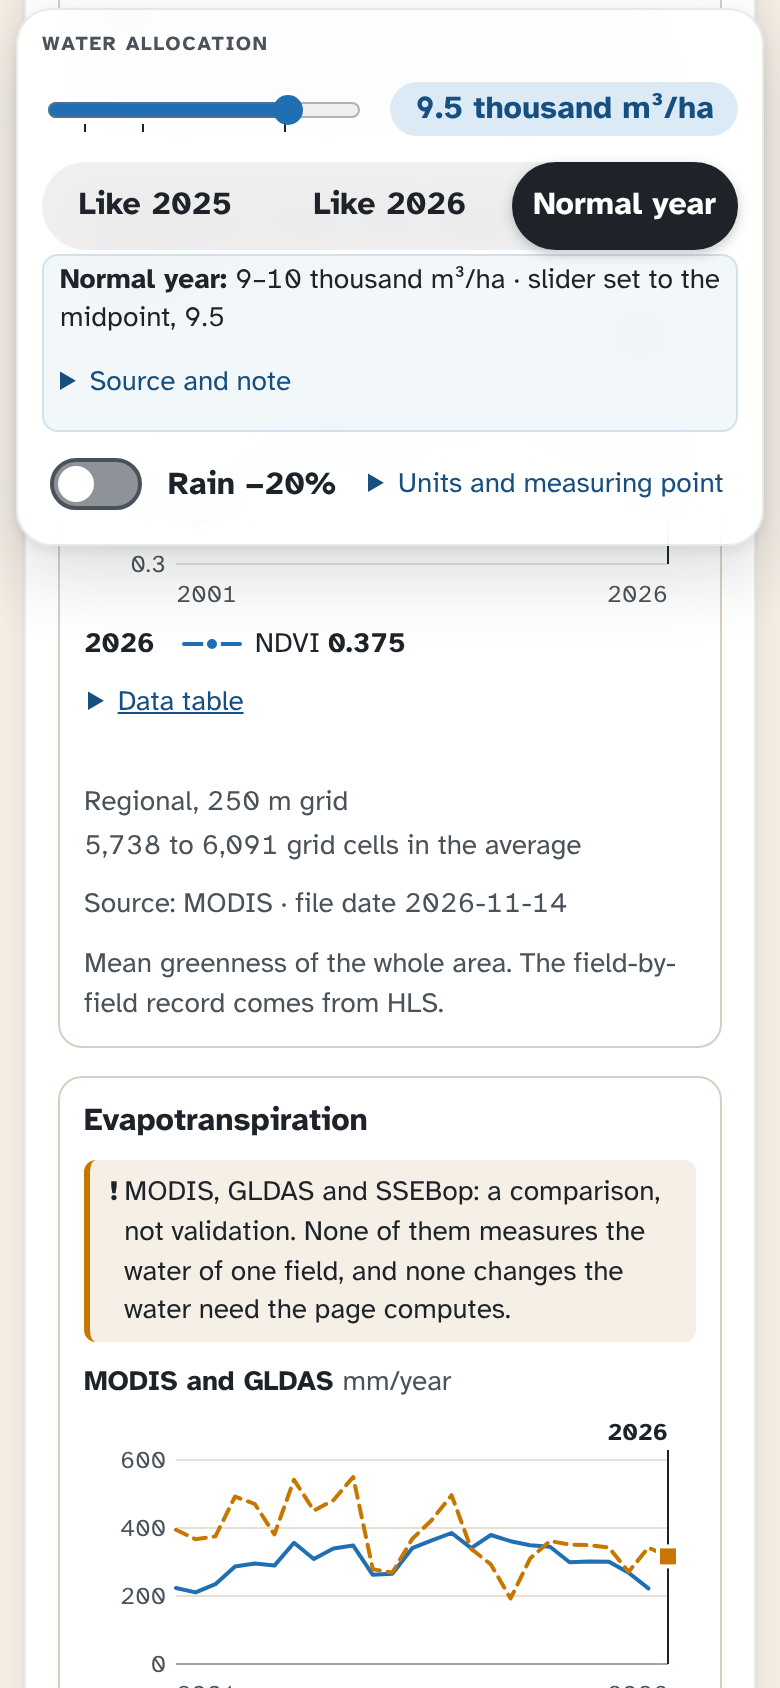 WATER ALLOCATION
9.5 thousand m³/ha
Like 2025
Like 2026
Normal year
Normal year: 9–10 thousand m³/ha · slider set to the
midpoint, 9.5
Source and note
Rain −20%
Units and measuring point
0.3
2001
2026
2026 NDVI 0.375
Data table
Regional, 250 m grid
5,738 to 6,091 grid cells in the average
Source: MODIS · file date 2026-11-14
Mean greenness of the whole area. The field-by-
field record comes from HLS.
Evapotranspiration
! MODIS, GLDAS and SSEBop: a comparison,
not validation. None of them measures the
water of one field, and none changes the
water need the page computes.
MODIS and GLDAS mm/year
2026
600
400
200
0